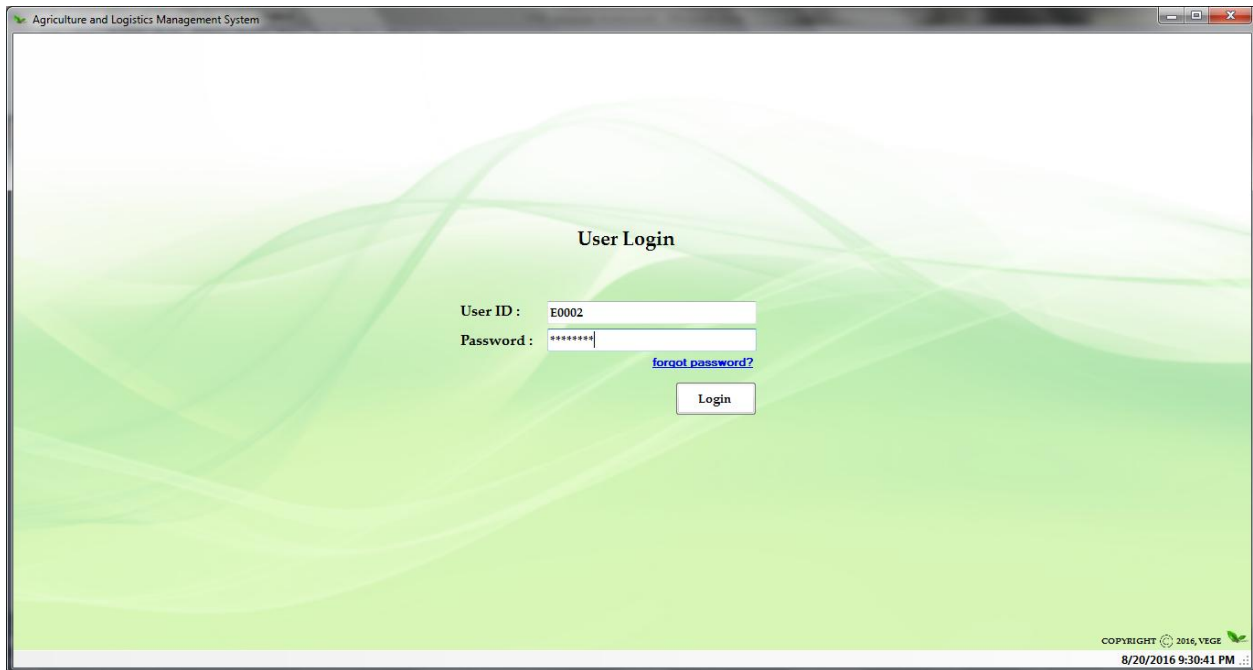 Agriculture and Logistics Management System
User Login
User ID :
E0002
Password :
********
forgot password?
Login
COPYRIGHT © 2016, VEGE
8/20/2016 9:30:41 PM